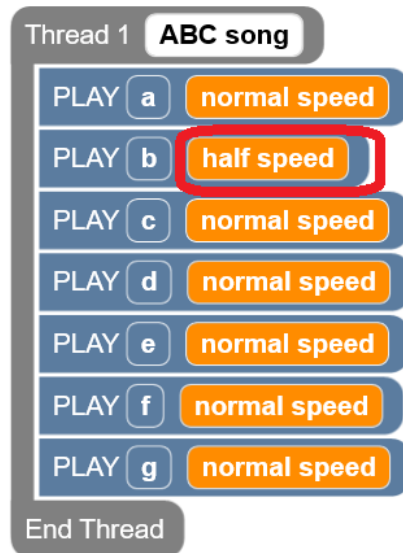 Thread 1 ABC song
PLAY a normal speed
PLAY b half speed
PLAY c normal speed
PLAY d normal speed
PLAY e normal speed
PLAY f normal speed
PLAY g normal speed
End Thread